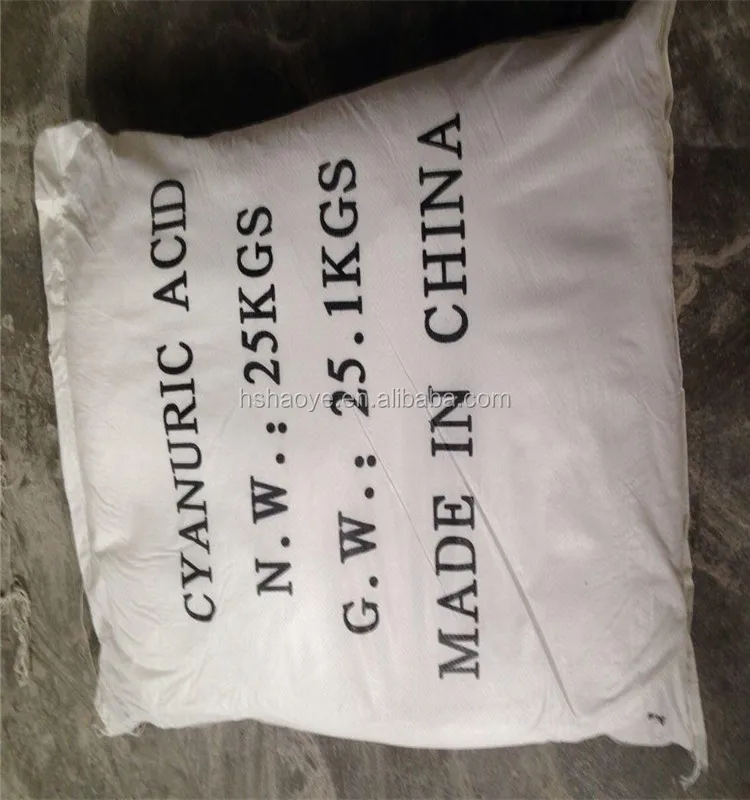 CYANURIC ACID
N.W.: 25KGS
G.W.: 25.1KGS
MADE IN CHINA
hshaoye.en.alibaba.com